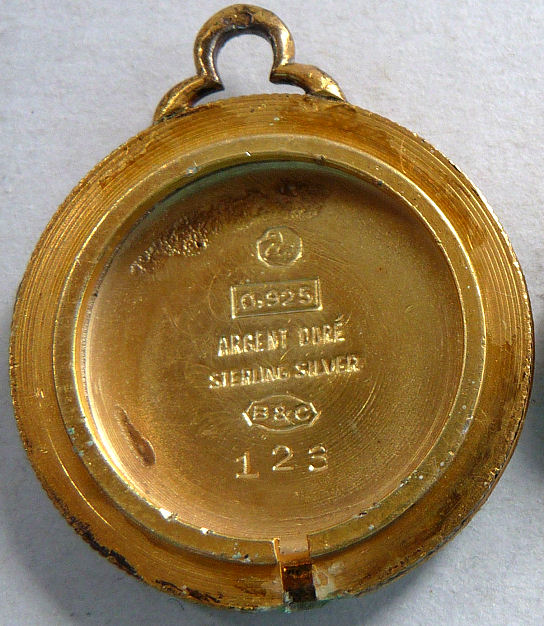 0.925
ARGENT DORÉ
STERLING SILVER
B&C
123